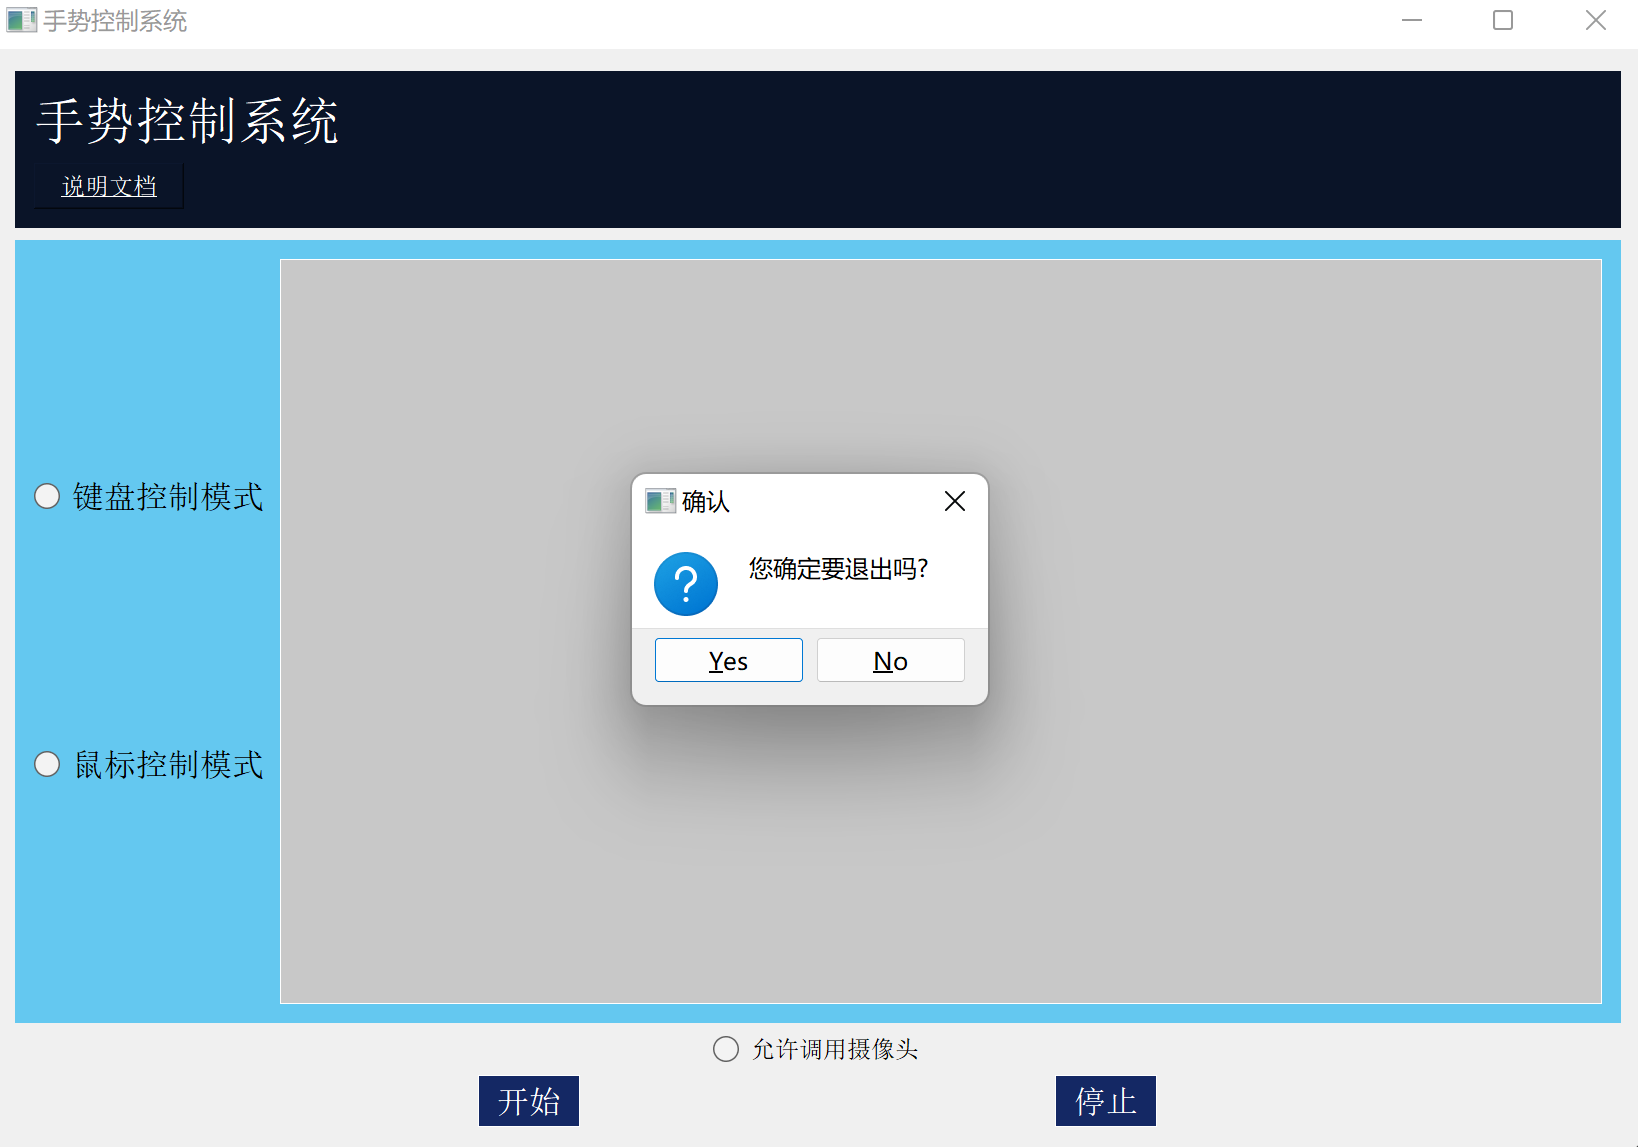 手势控制系统
手势控制系统
说明文档
键盘控制模式
确认
您确定要退出吗?
Yes
No
鼠标控制模式
允许调用摄像头
开始
停止